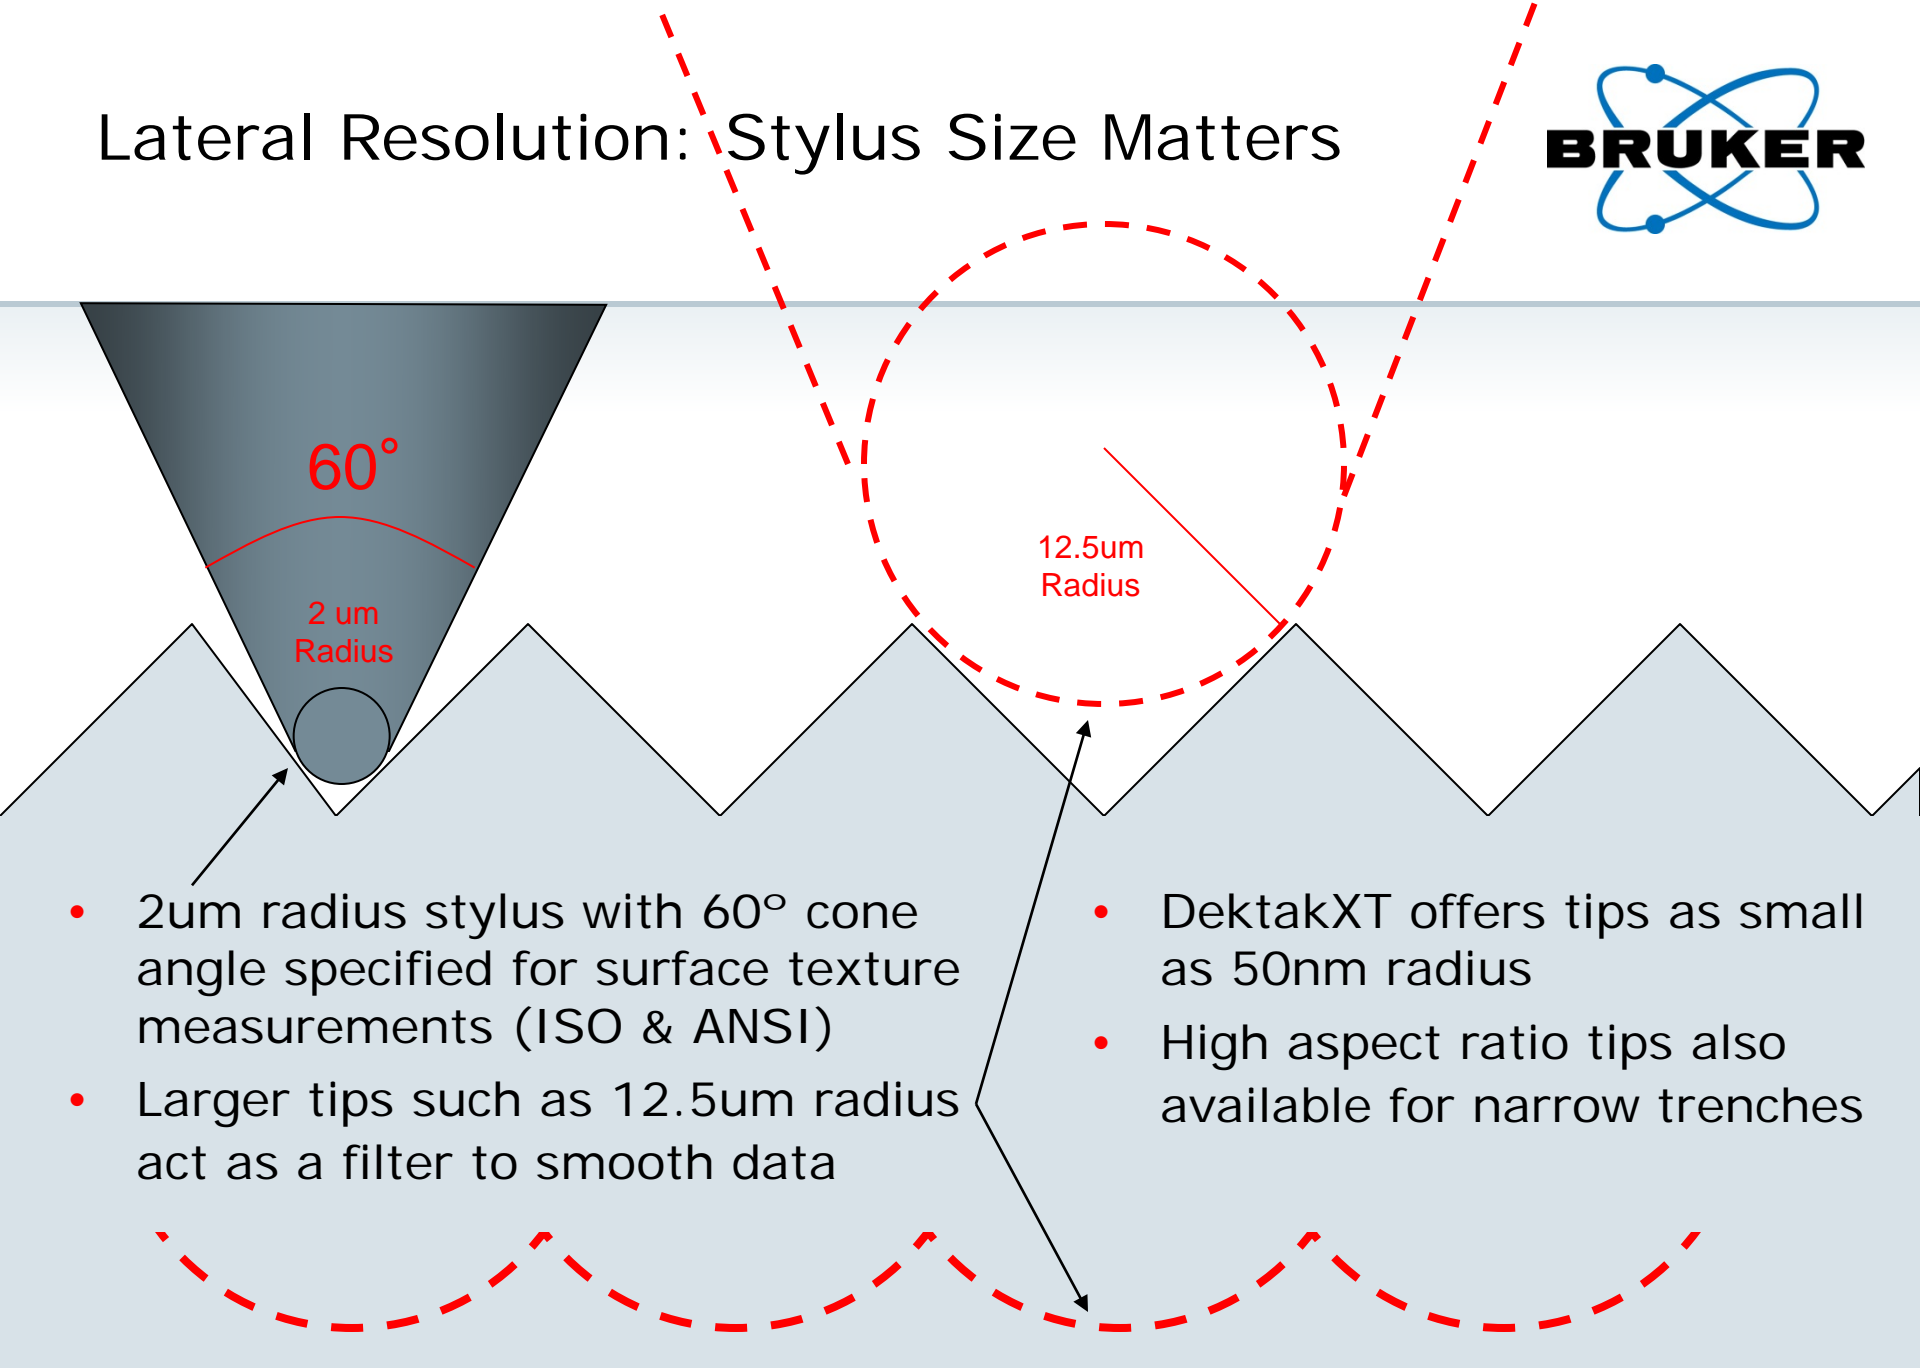 Lateral Resolution: Stylus Size Matters
BRUKER
60°
2 um
Radius
12.5um
Radius
• 2um radius stylus with 60º cone
angle specified for surface texture
measurements (ISO & ANSI)
• Larger tips such as 12.5um radius
act as a filter to smooth data
• DektakXT offers tips as small
as 50nm radius
• High aspect ratio tips also
available for narrow trenches